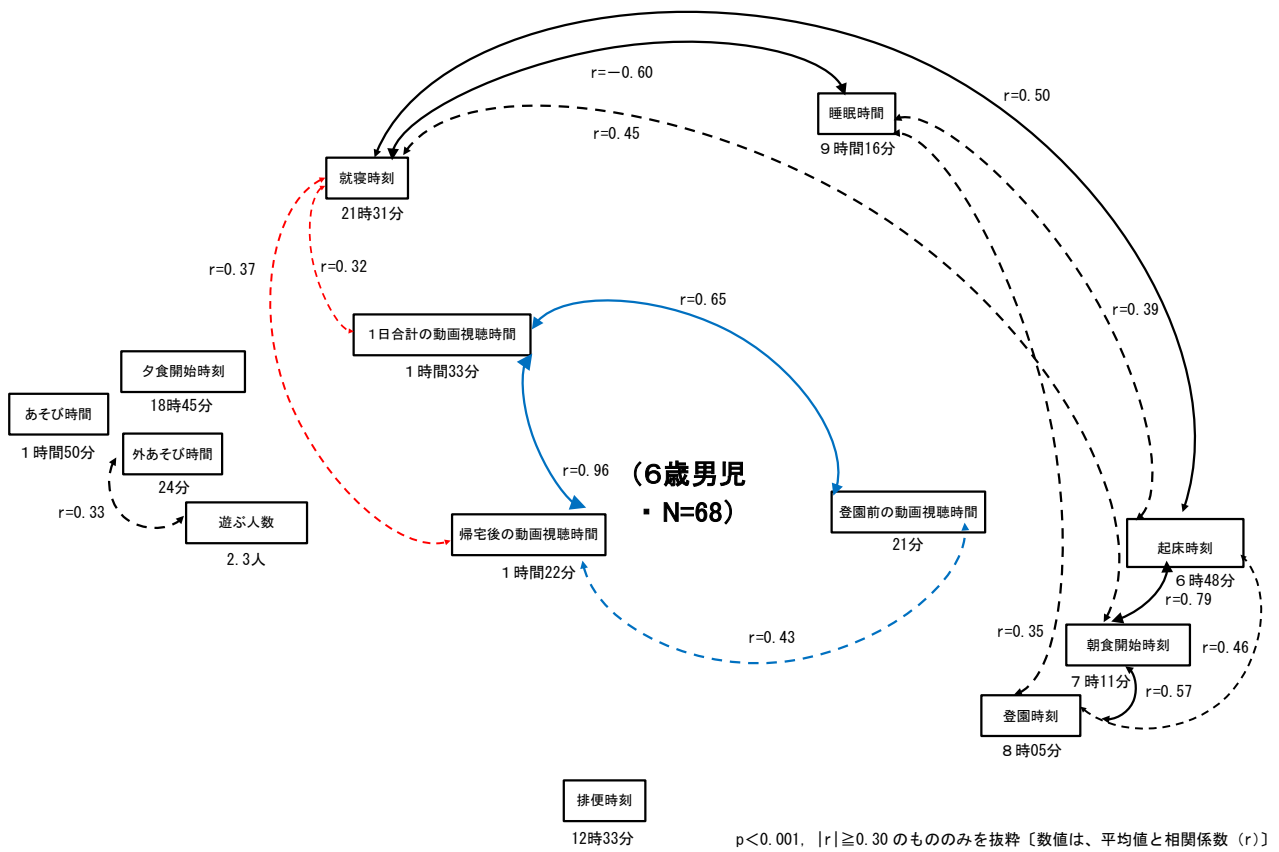 r=0.50
r=－0.60
r=0.45
睡眠時間
９時間16分
就寝時刻
21時31分
r=0.37
r=0.32
r=0.65
r=0.39
１日合計の動画視聴時間
１時間33分
夕食開始時刻
18時45分
あそび時間
１時間50分
外あそび時間
24分
r=0.33
遊ぶ人数
2.3人
r=0.96
（６歳男児
・N=68）
帰宅後の動画視聴時間
１時間22分
登園前の動画視聴時間
21分
r=0.43
起床時刻
６時48分
r=0.79
r=0.35
朝食開始時刻
７時11分
r=0.46
r=0.57
登園時刻
８時05分
排便時刻
12時33分
p＜0.001, |r|≧0.30 のもののみを抜粋〔数値は、平均値と相関係数（r）〕